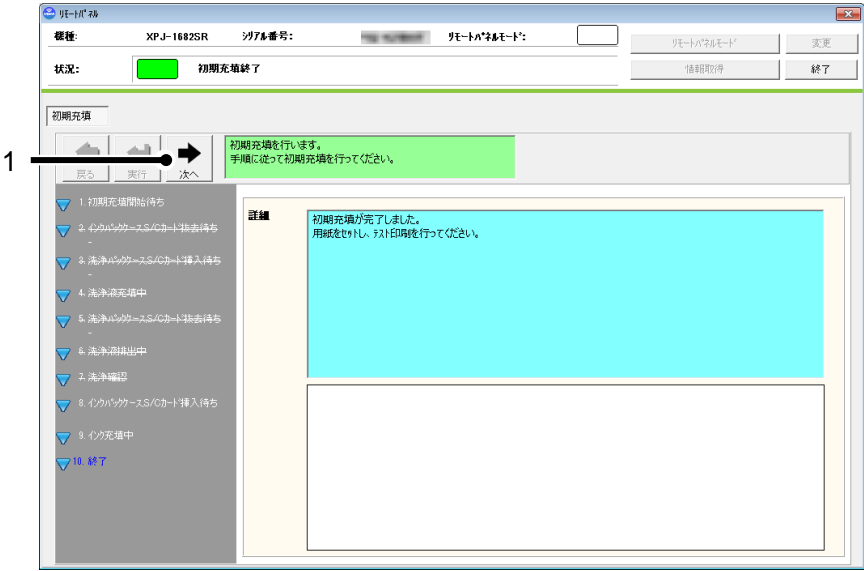 リモートパネル
機種: XPJ-1682SR シリアル番号: リモートパネルモード:
リモートパネルモード 変更
状況: 初期充填終了
情報取得 終了
初期充填
1
戻る 実行 次へ
初期充填を行います。
手順に従って初期充填を行ってください。
1. 初期充填開始待ち
2. インクパックケース,S/Cカード抜去待ち
-
3. 洗浄パックケース,S/Cカード挿入待ち
-
4. 洗浄液充填中
5. 洗浄パックケース,S/Cカード抜去待ち
-
6. 洗浄液排出中
7. 洗浄確認
8. インクパックケース,S/Cカード挿入待ち
9. インク充填中
10. 終了
詳細
初期充填が完了しました。
用紙をセットし、テスト印刷を行ってください。